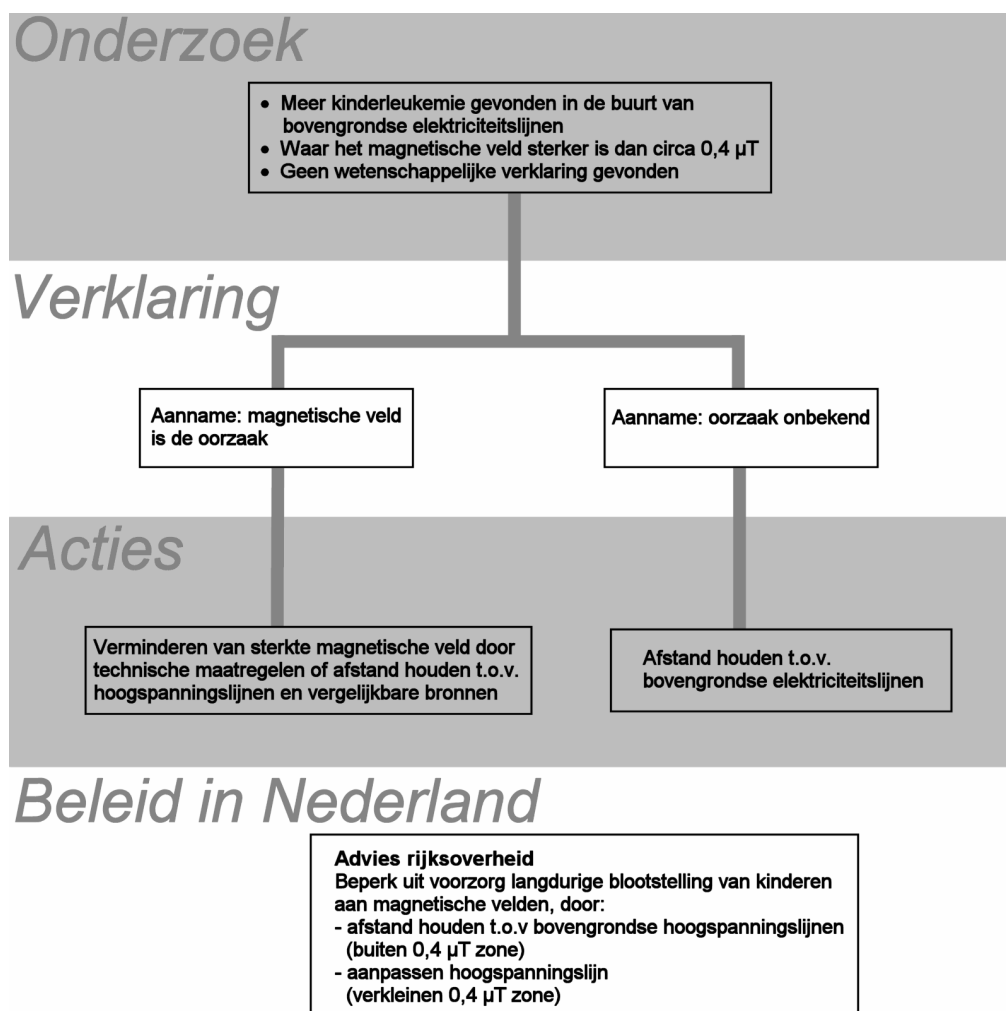 Onderzoek
• Meer kinderleukemie gevonden in de buurt van
bovengrondse elektriciteitslijnen
• Waar het magnetische veld sterker is dan circa 0,4 µT
• Geen wetenschappelijke verklaring gevonden
Verklaring
Aanname: magnetische veld
is de oorzaak
Aanname: oorzaak onbekend
Acties
Verminderen van sterkte magnetische veld door
technische maatregelen of afstand houden t.o.v.
hoogspanningslijnen en vergelijkbare bronnen
Afstand houden t.o.v.
bovengrondse elektriciteitslijnen
Beleid in Nederland
Advies rijksoverheid
Beperk uit voorzorg langdurige blootstelling van kinderen
aan magnetische velden, door:
- afstand houden t.o.v bovengrondse hoogspanningslijnen
(buiten 0,4 µT zone)
- aanpassen hoogspanningslijn
(verkleinen 0,4 µT zone)